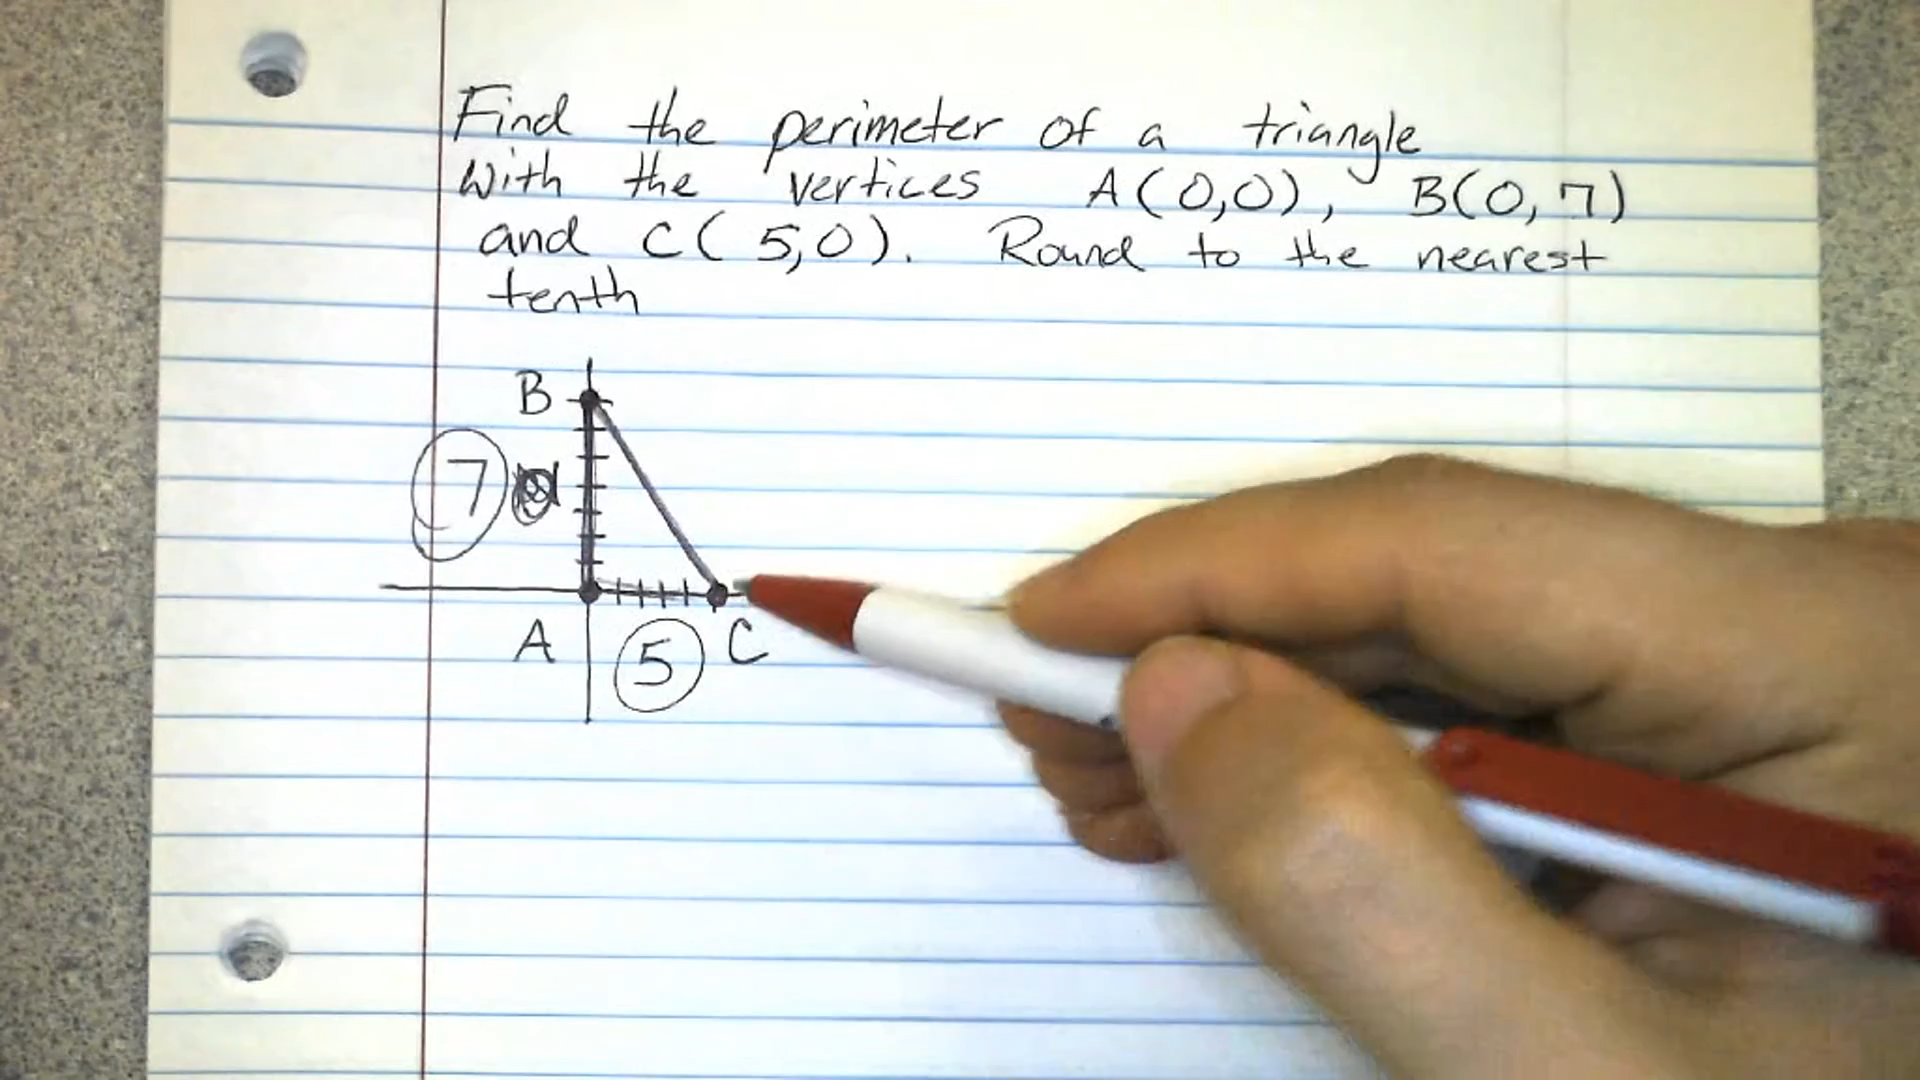 Find the perimeter of a triangle
with the vertices A(0,0), B(0,7)
and C(5,0). Round to the nearest
tenth
B
7
A 5 C